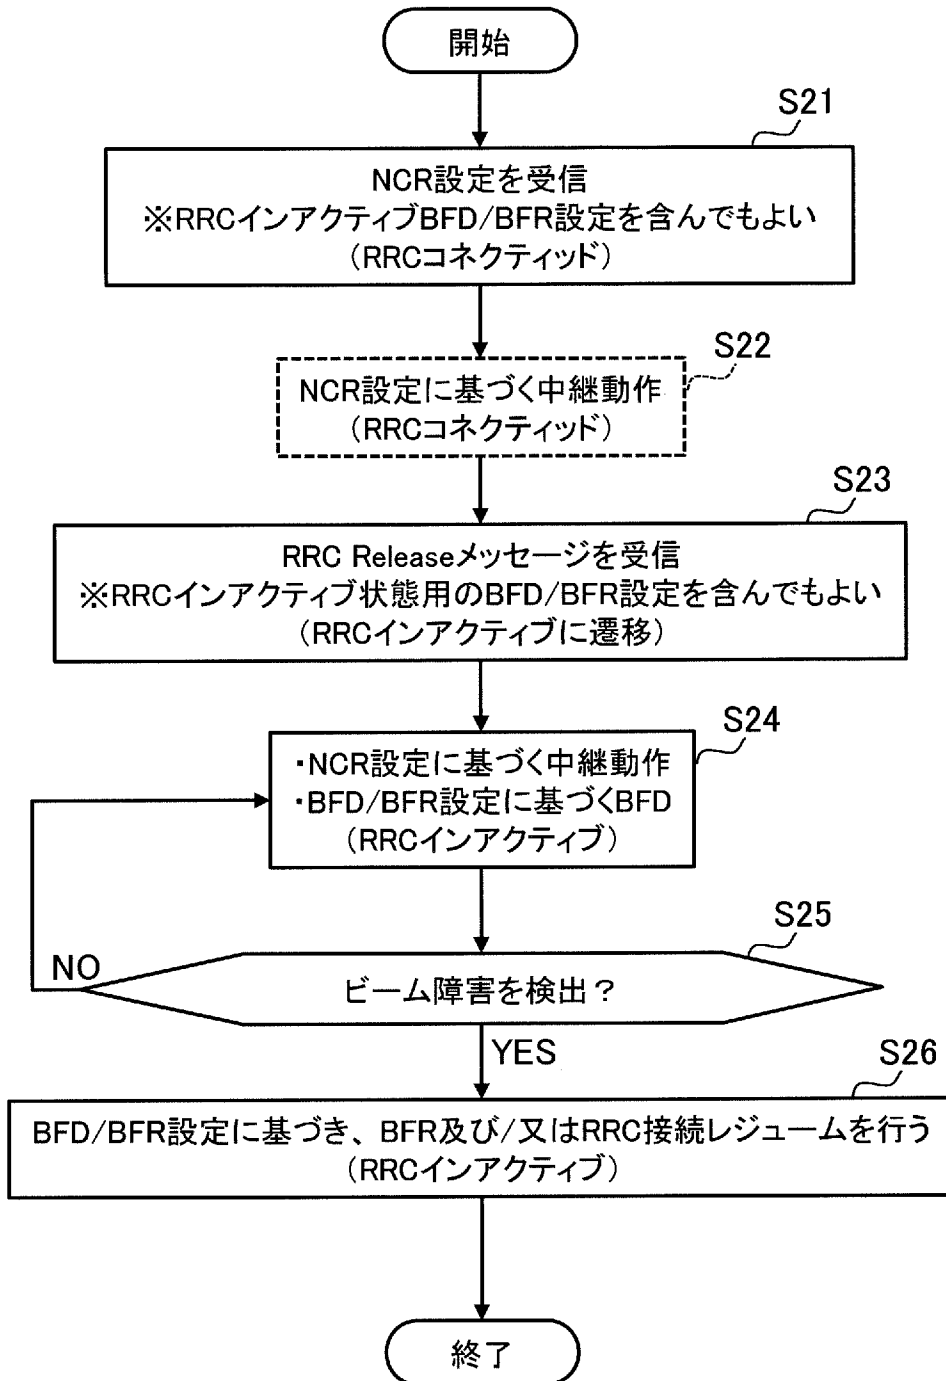 開始
S21
NCR設定を受信
※RRCインアクティブBFD/BFR設定を含んでもよい
(RRCコネクティッド)
S22
NCR設定に基づく中継動作
(RRCコネクティッド)
S23
RRC Releaseメッセージを受信
※RRCインアクティブ状態用のBFD/BFR設定を含んでもよい
(RRCインアクティブに遷移)
S24
・NCR設定に基づく中継動作
・BFD/BFR設定に基づくBFD
(RRCインアクティブ)
S25
NO
ビーム障害を検出？
YES
S26
BFD/BFR設定に基づき、BFR及び/又はRRC接続レジュームを行う
(RRCインアクティブ)
終了